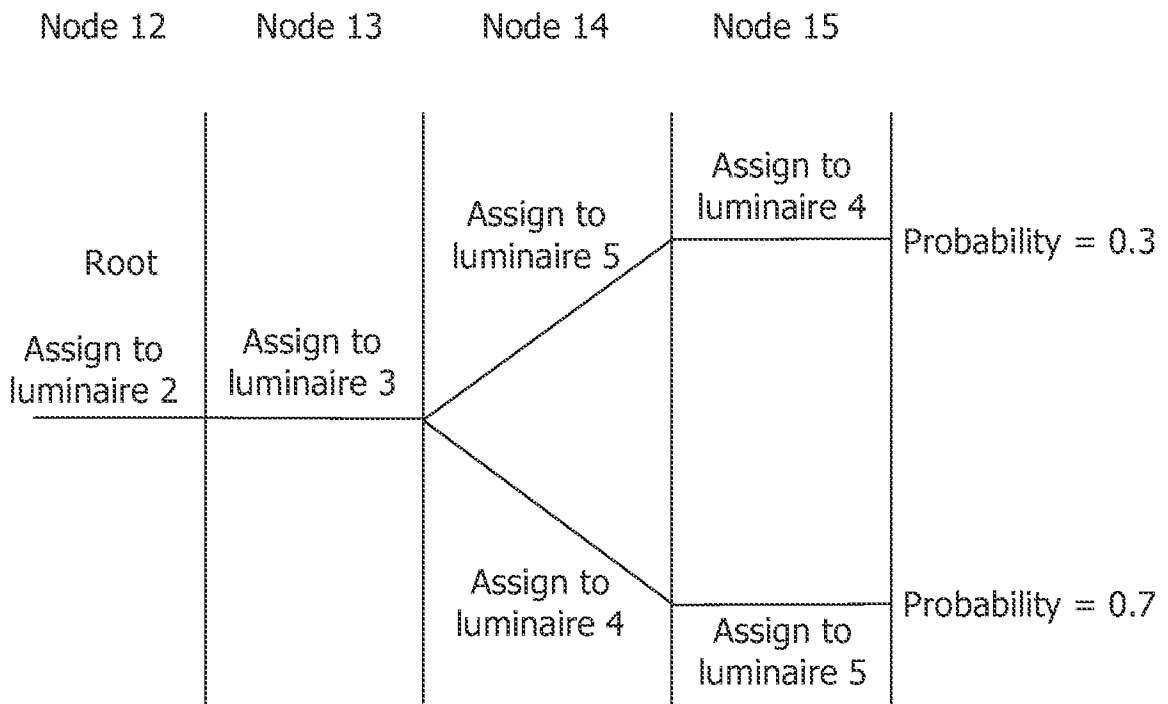 Node 12
Node 13
Node 14
Node 15
Root
Assign to
luminaire 2
Assign to
luminaire 3
Assign to
luminaire 5
Assign to
luminaire 4
Probability = 0.3
Assign to
luminaire 4
Assign to
luminaire 5
Probability = 0.7